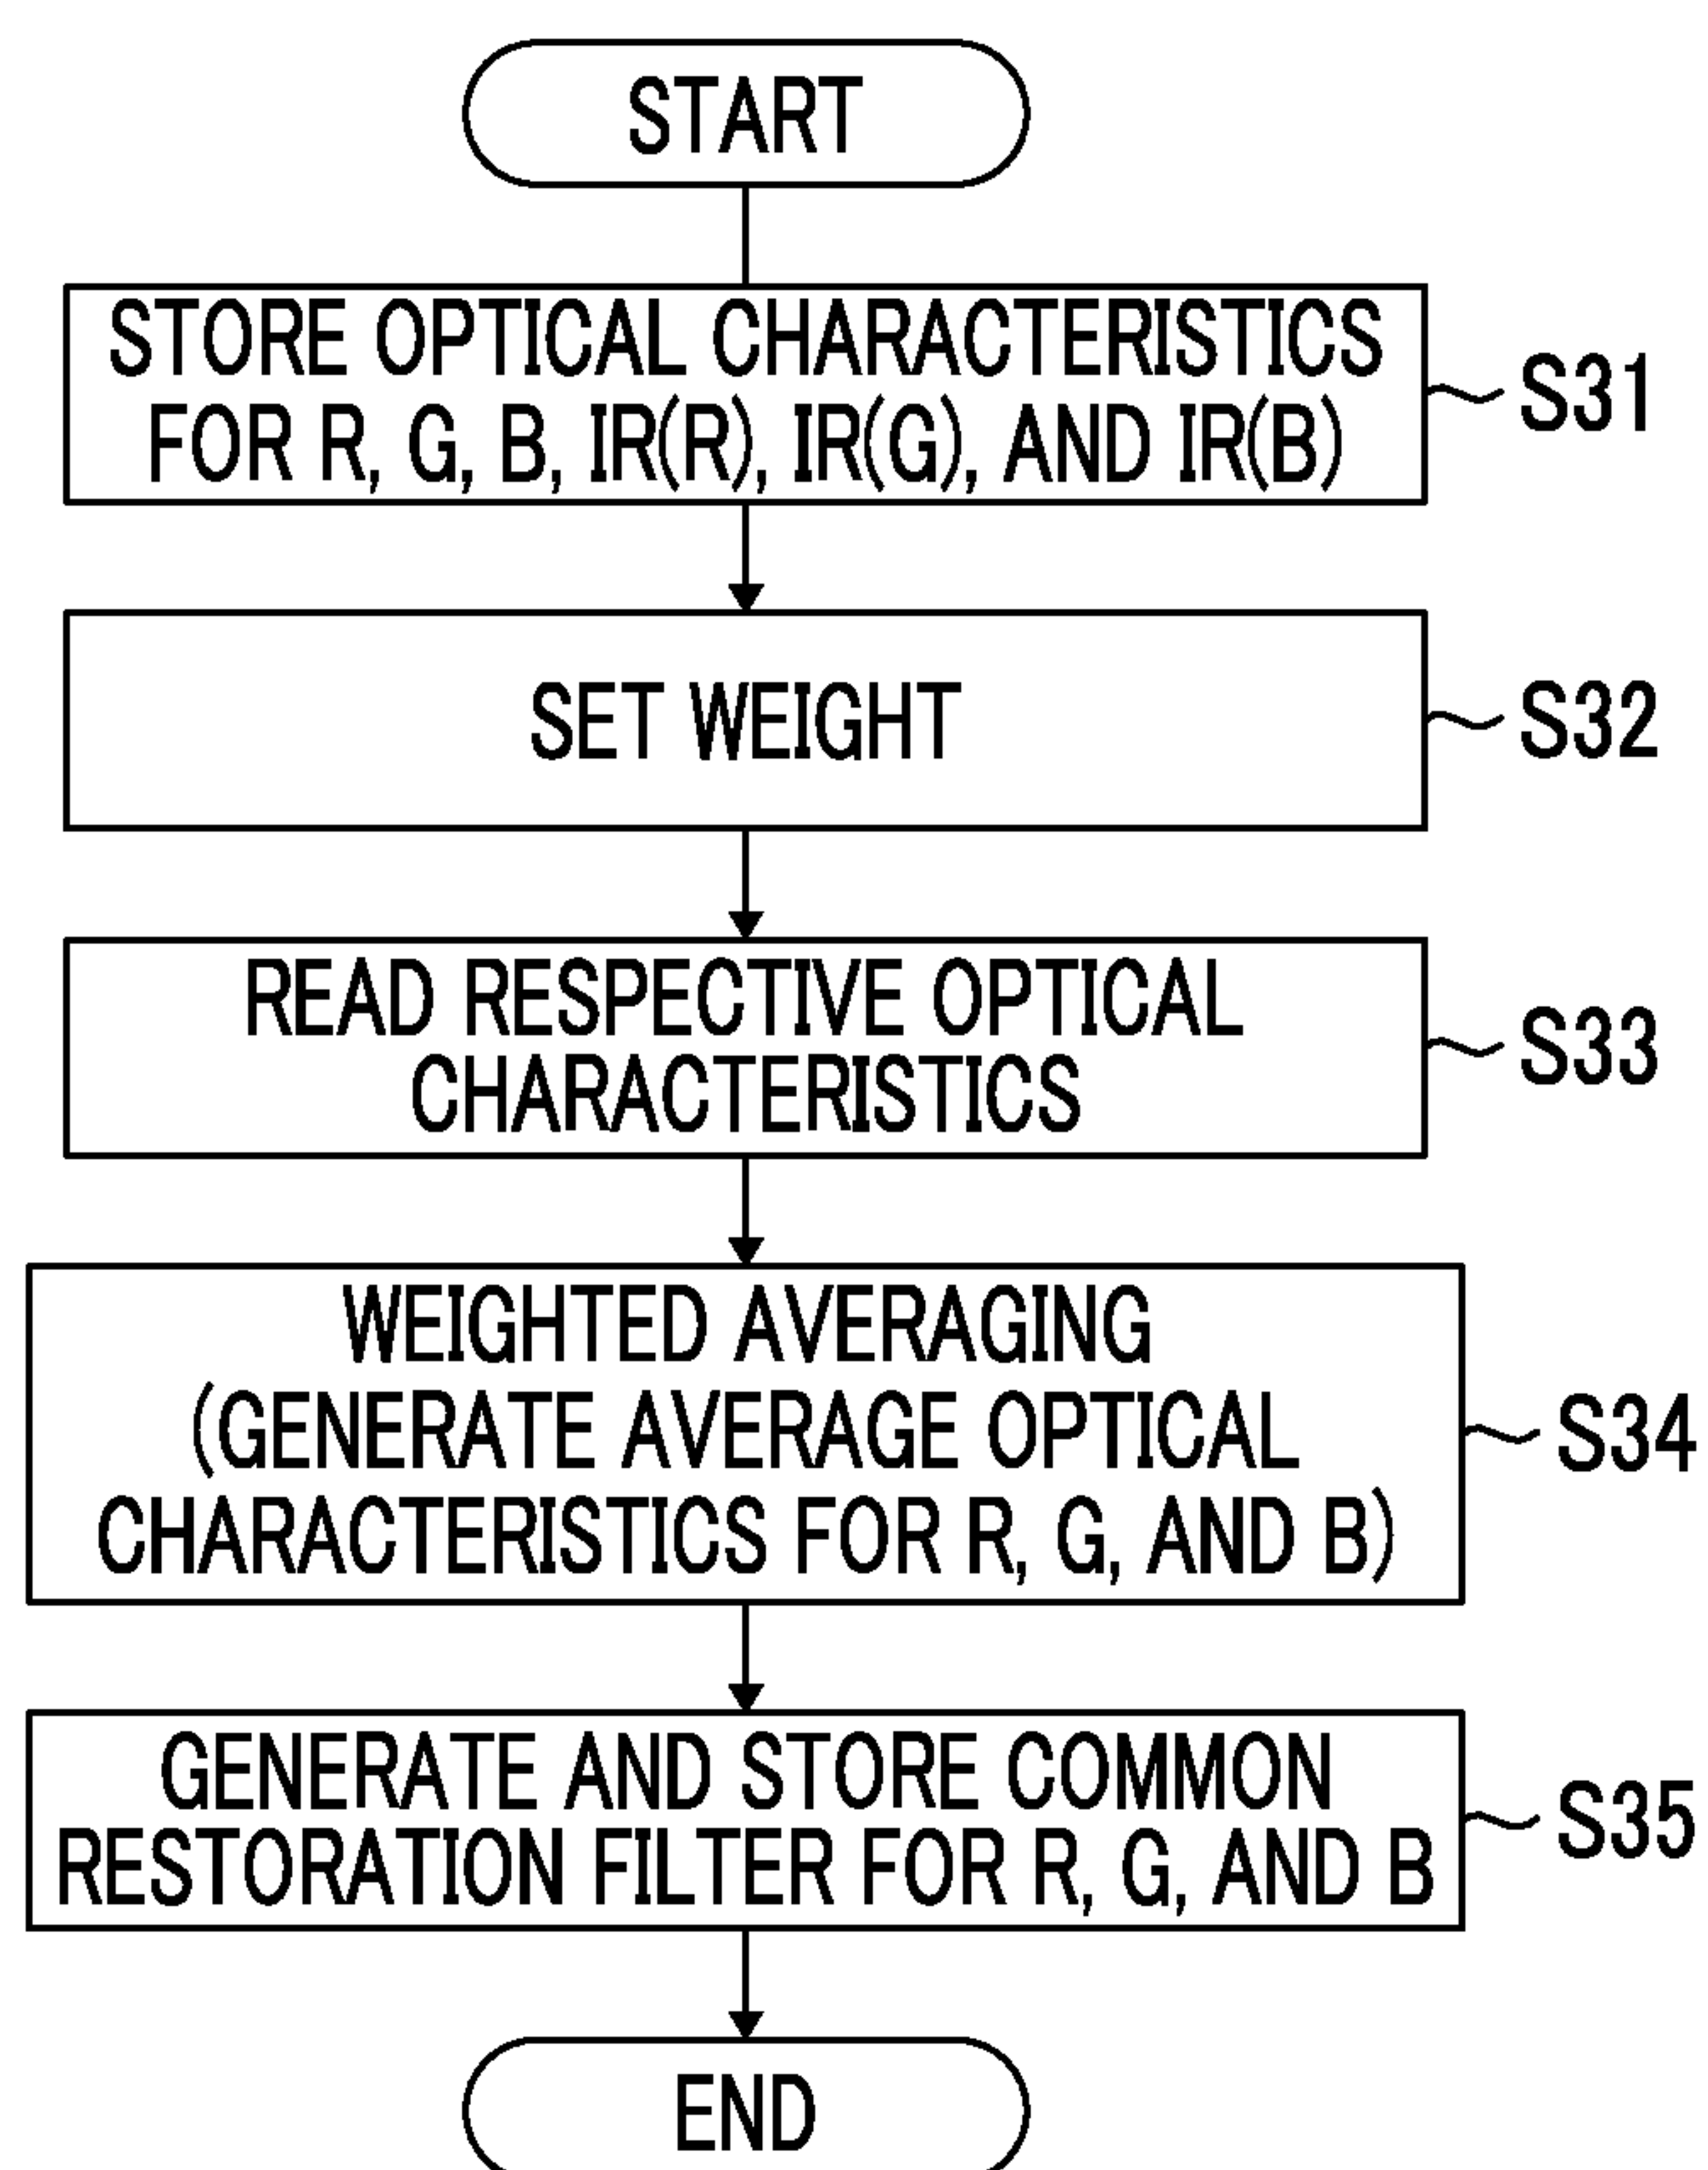 START
STORE OPTICAL CHARACTERISTICS
FOR R, G, B, IR(R), IR(G), AND IR(B)
S31
SET WEIGHT
S32
READ RESPECTIVE OPTICAL
CHARACTERISTICS
S33
WEIGHTED AVERAGING
(GENERATE AVERAGE OPTICAL
CHARACTERISTICS FOR R, G, AND B)
S34
GENERATE AND STORE COMMON
RESTORATION FILTER FOR R, G, AND B
S35
END